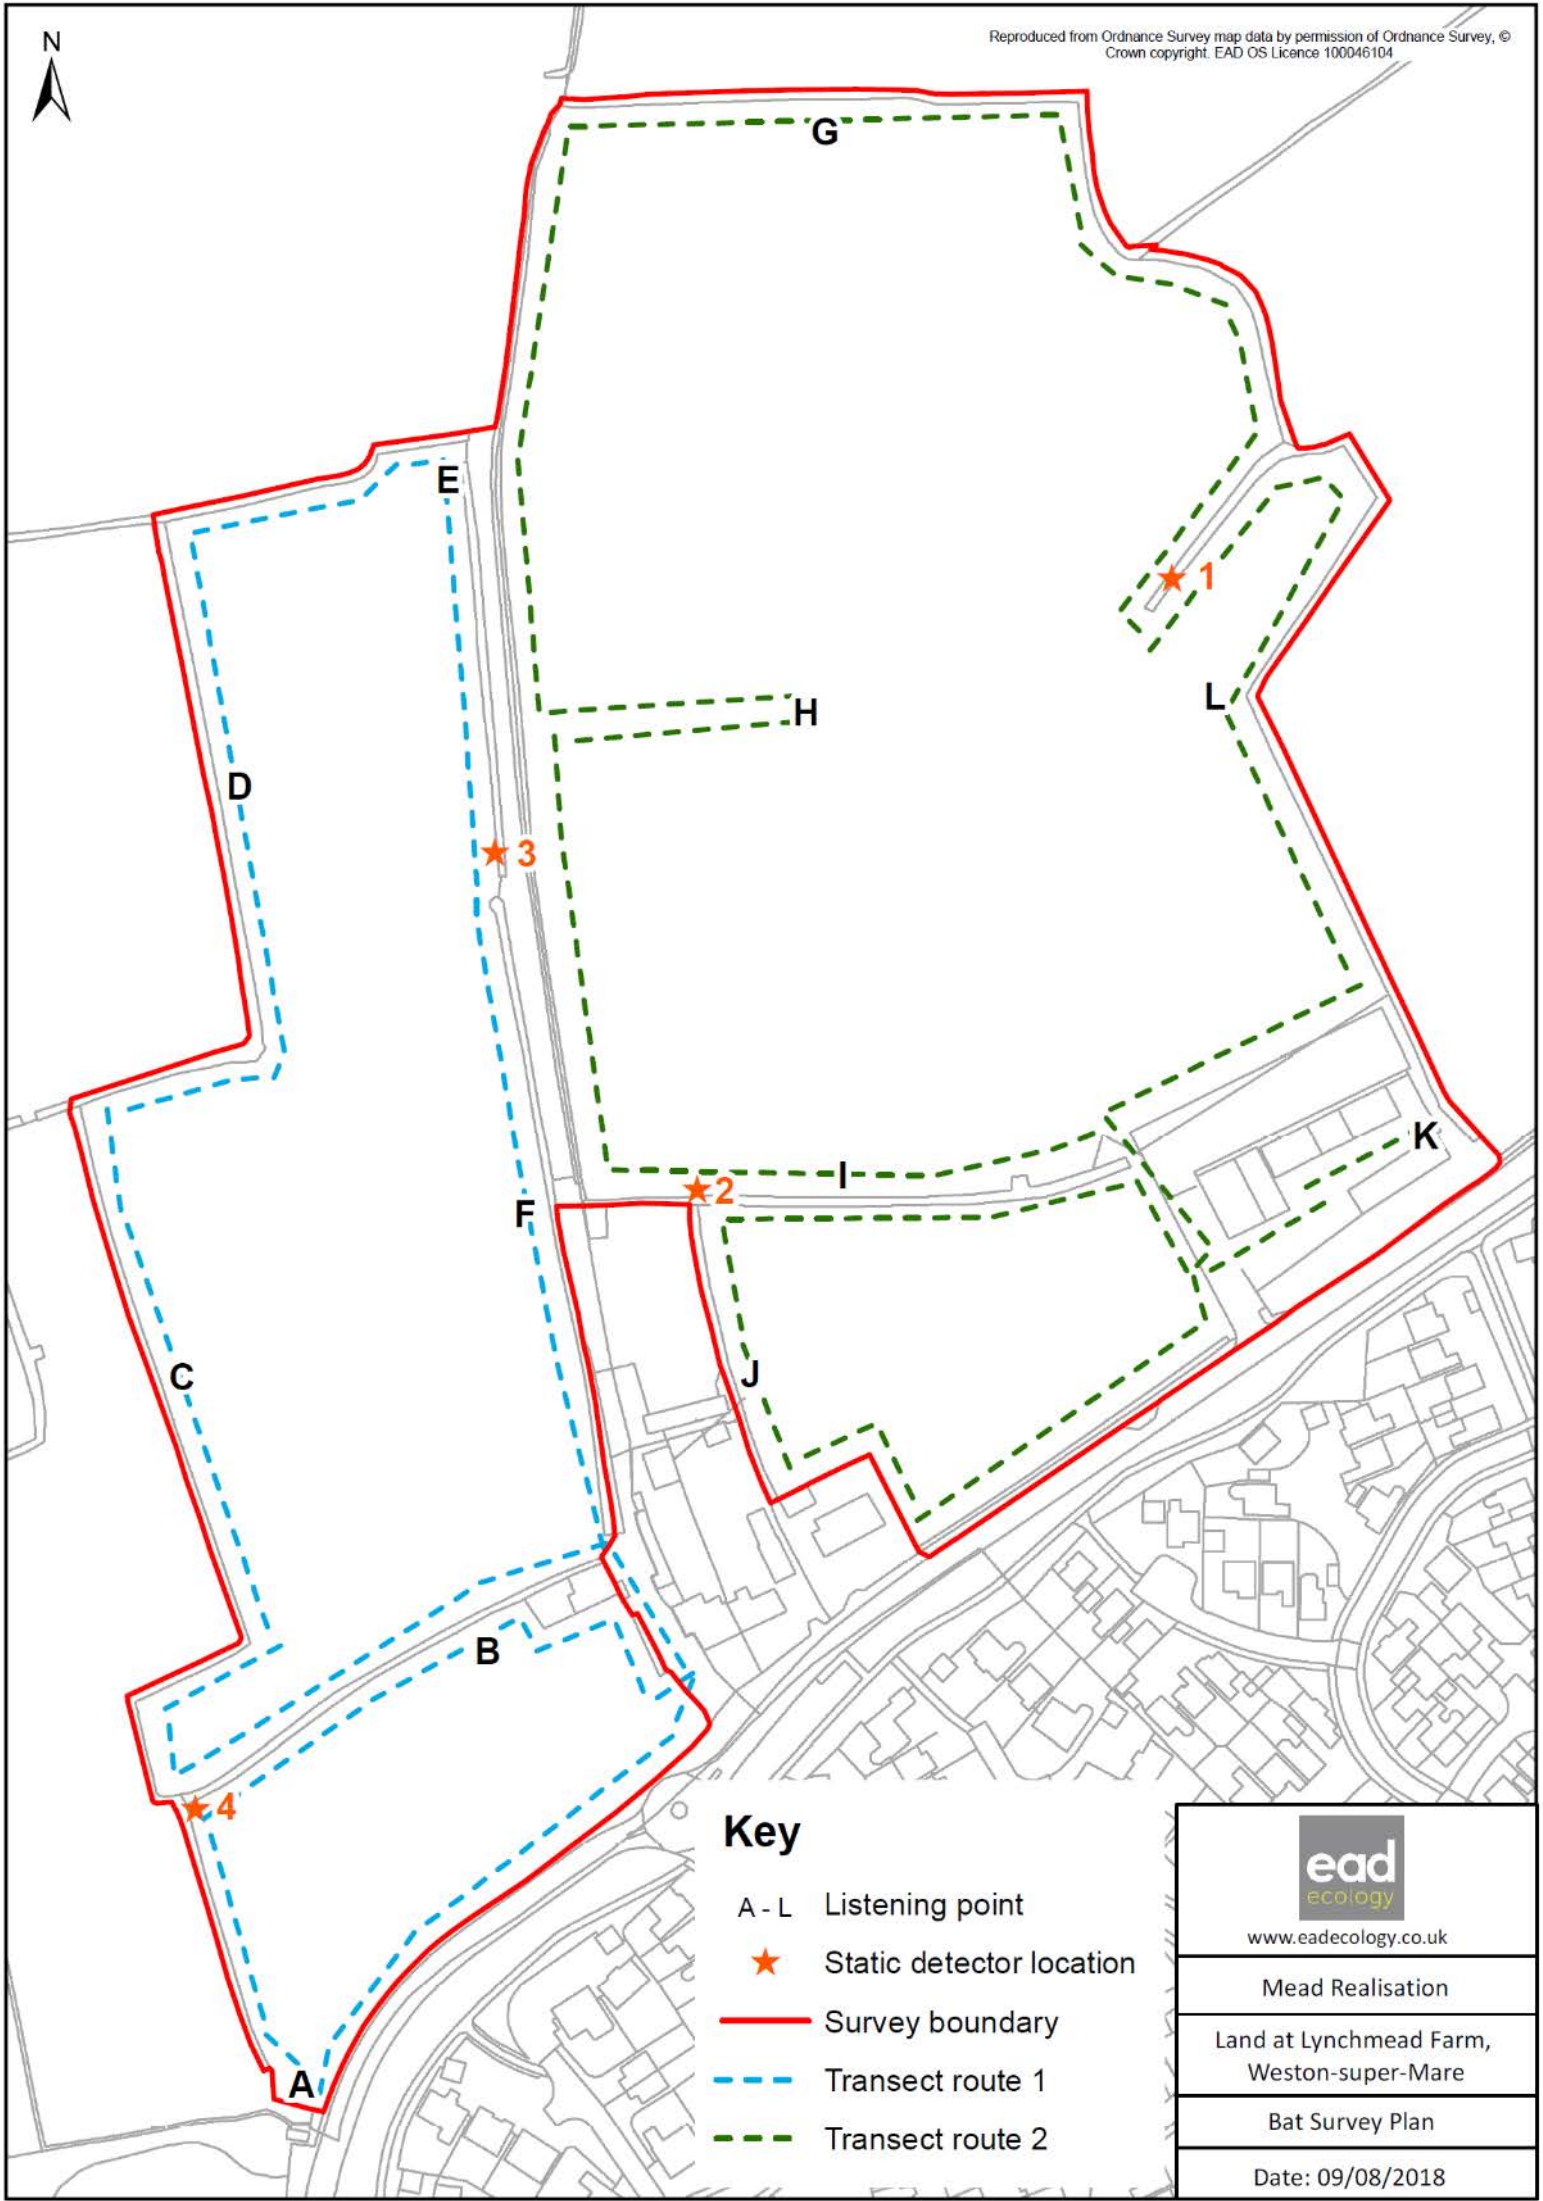 N
Reproduced from Ordnance Survey map data by permission of Ordnance Survey, ©
Crown copyright. EAD OS Licence 100046104
G
E
1
L
H
D
3
K
I
2
F
C
J
B
4
A
Key
A - L Listening point
Static detector location
Survey boundary
Transect route 1
Transect route 2
ead
ecology
www.eadecology.co.uk
Mead Realisation
Land at Lynchmead Farm,
Weston-super-Mare
Bat Survey Plan
Date: 09/08/2018